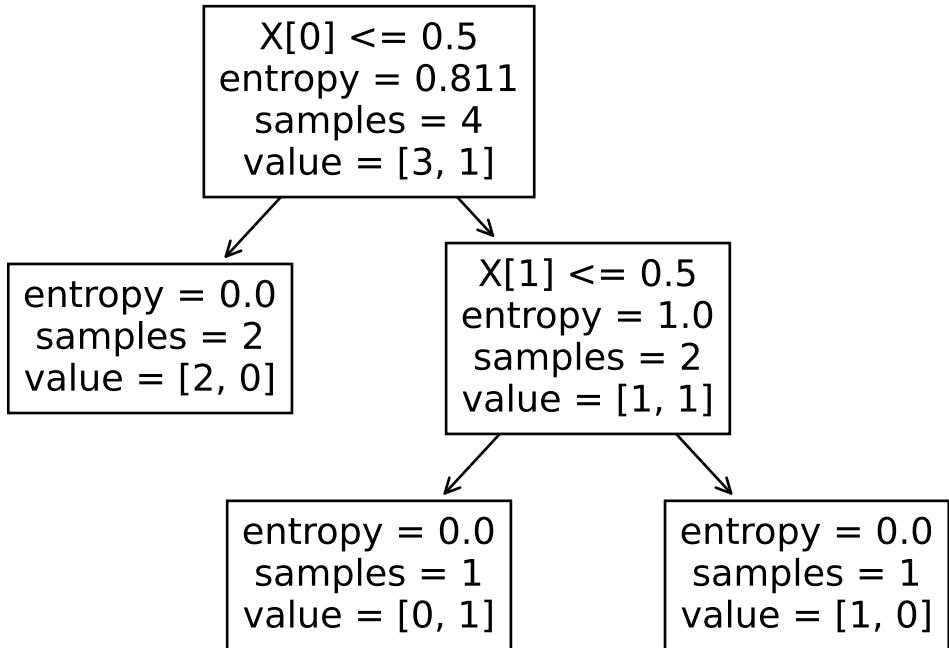 X[0] <= 0.5
entropy = 0.811
samples = 4
value = [3, 1]
entropy = 0.0
samples = 2
value = [2, 0]
X[1] <= 0.5
entropy = 1.0
samples = 2
value = [1, 1]
entropy = 0.0
samples = 1
value = [0, 1]
entropy = 0.0
samples = 1
value = [1, 0]